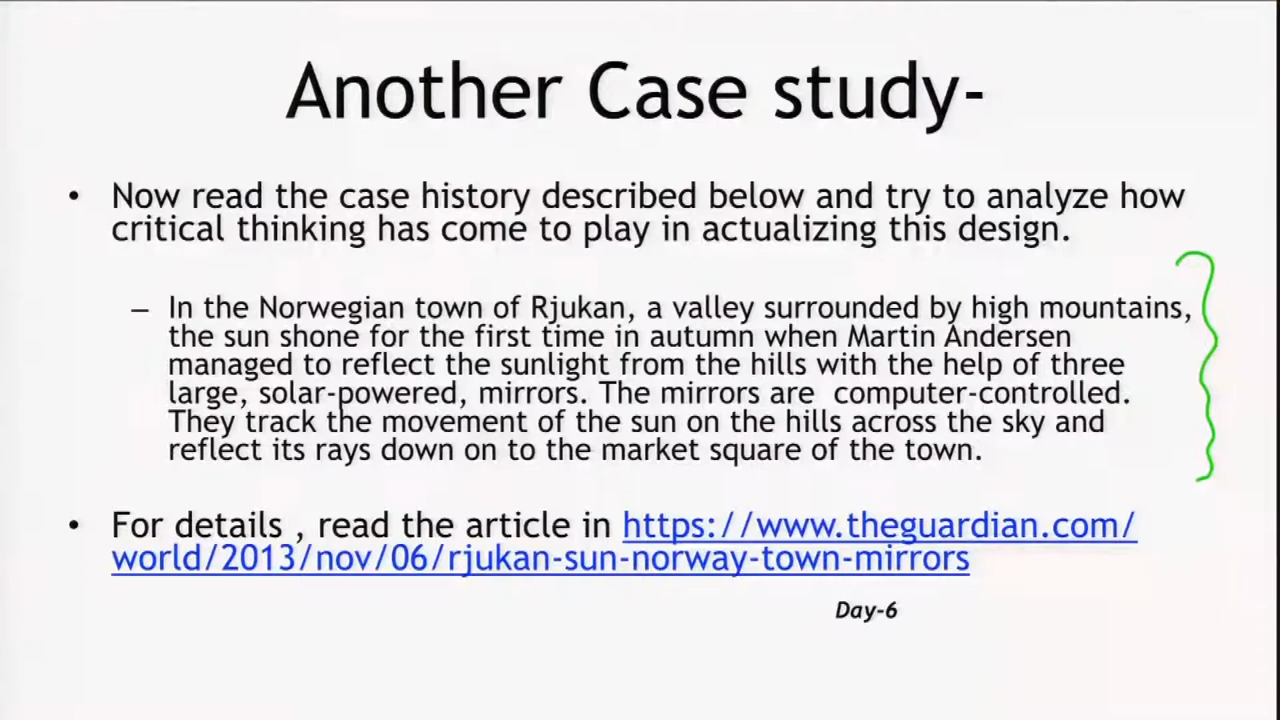 Another Case study-
• Now read the case history described below and try to analyze how
critical thinking has come to play in actualizing this design.
– In the Norwegian town of Rjukan, a valley surrounded by high mountains,
the sun shone for the first time in autumn when Martin Andersen
managed to reflect the sunlight from the hills with the help of three
large, solar-powered, mirrors. The mirrors are computer-controlled.
They track the movement of the sun on the hills across the sky and
reflect its rays down on to the market square of the town.
• For details , read the article in https://www.theguardian.com/
world/2013/nov/06/rjukan-sun-norway-town-mirrors
Day-6